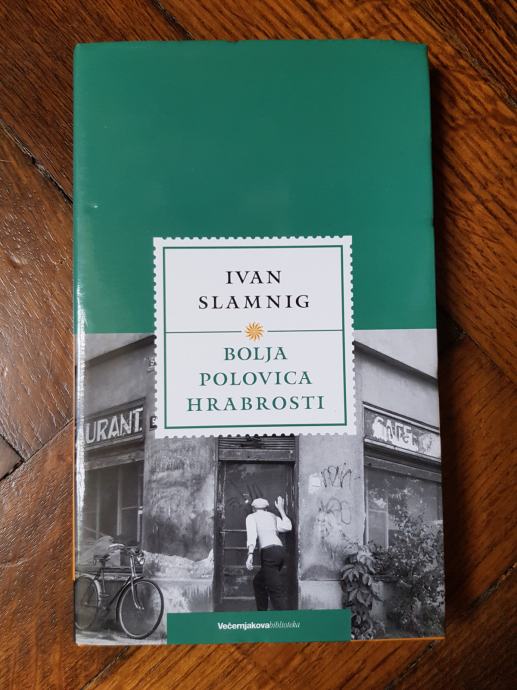 IVAN
SLAMNIG
BOLJA
POLOVICA
HRABROSTI
URANT
CAFE
Večernjakovabiblioteka